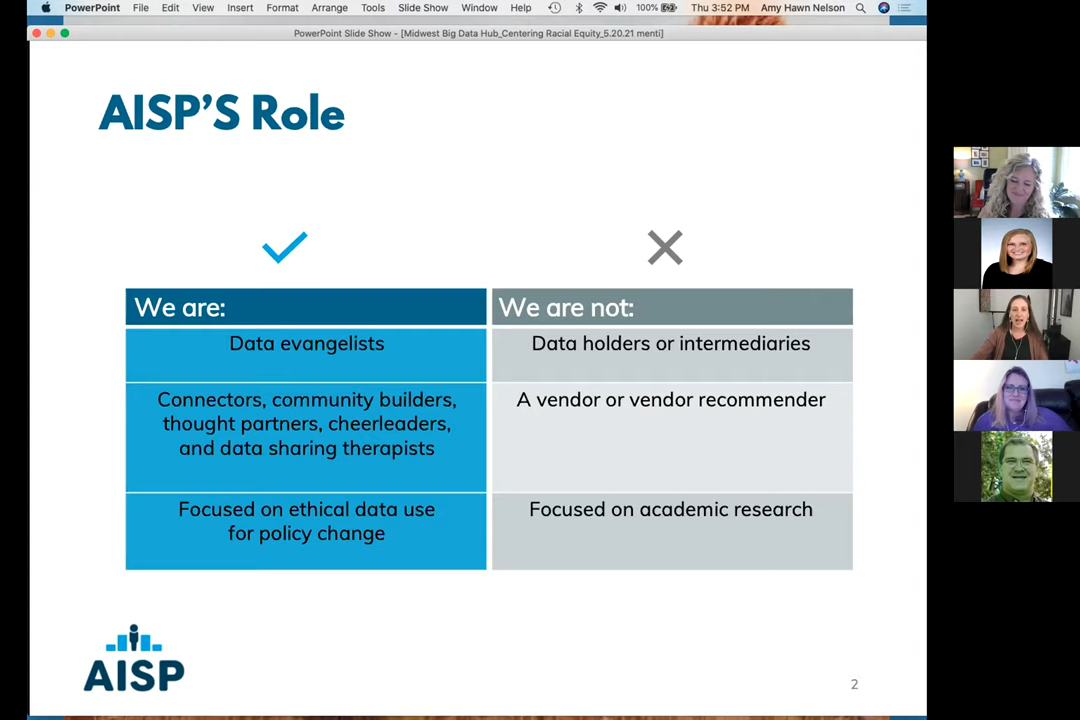 PowerPoint File Edit View Insert Format Arrange Tools Slide Show Window Help 100% Thu 3:52 PM Amy Hawn Nelson
PowerPoint Slide Show - [Midwest Big Data Hub_Centering Racial Equity_5.20.21 menti]
AISP'S Role
We are:
We are not:
Data evangelists
Data holders or intermediaries
Connectors, community builders,
thought partners, cheerleaders,
and data sharing therapists
A vendor or vendor recommender
Focused on ethical data use
for policy change
Focused on academic research
AISP
2